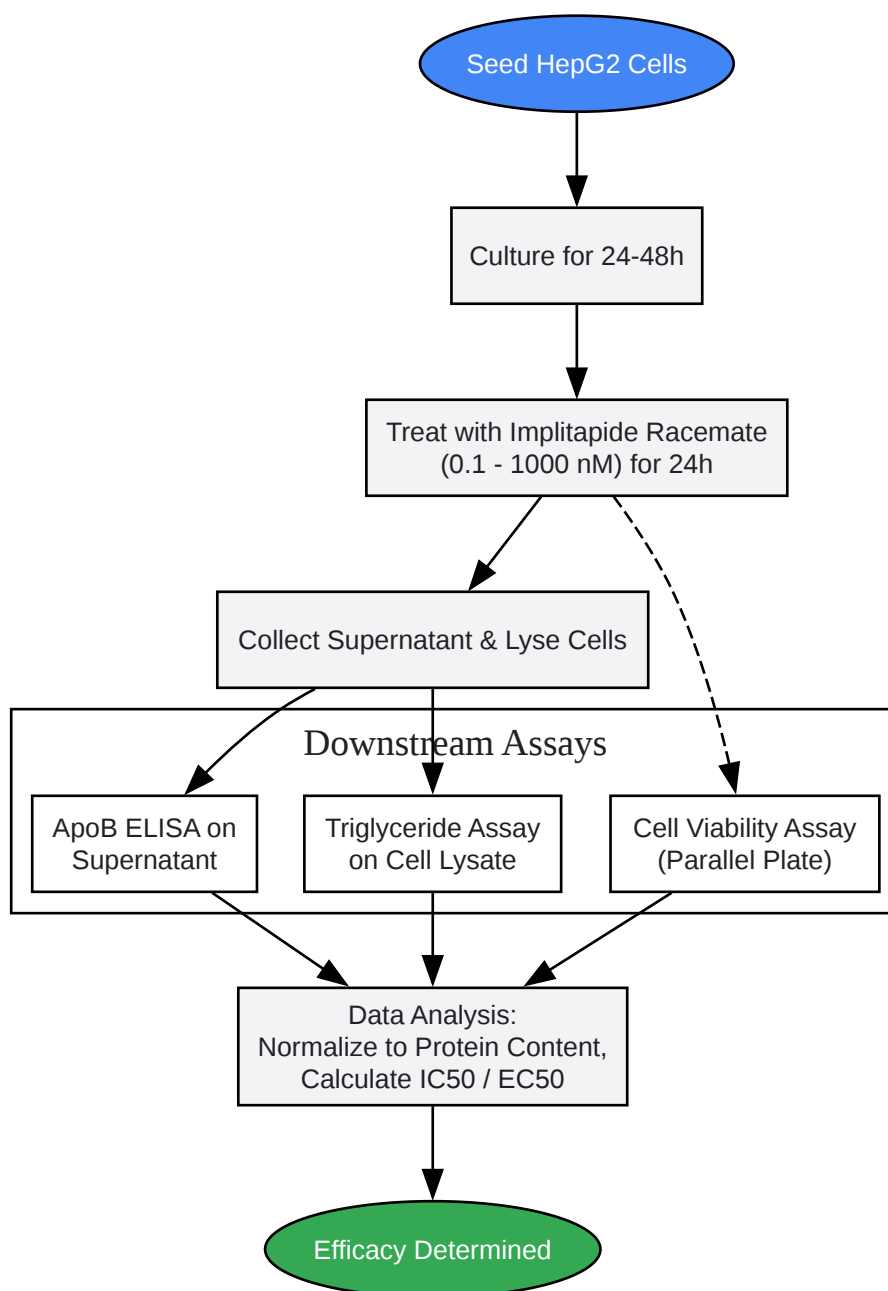 Seed HepG2 Cells
Culture for 24-48h
Treat with Implitapide Racemate
(0.1 - 1000 nM) for 24h
Collect Supernatant & Lyse Cells
Downstream Assays
ApoB ELISA on
Supernatant
Triglyceride Assay
on Cell Lysate
Cell Viability Assay
(Parallel Plate)
Data Analysis:
Normalize to Protein Content,
Calculate IC50 / EC50
Efficacy Determined